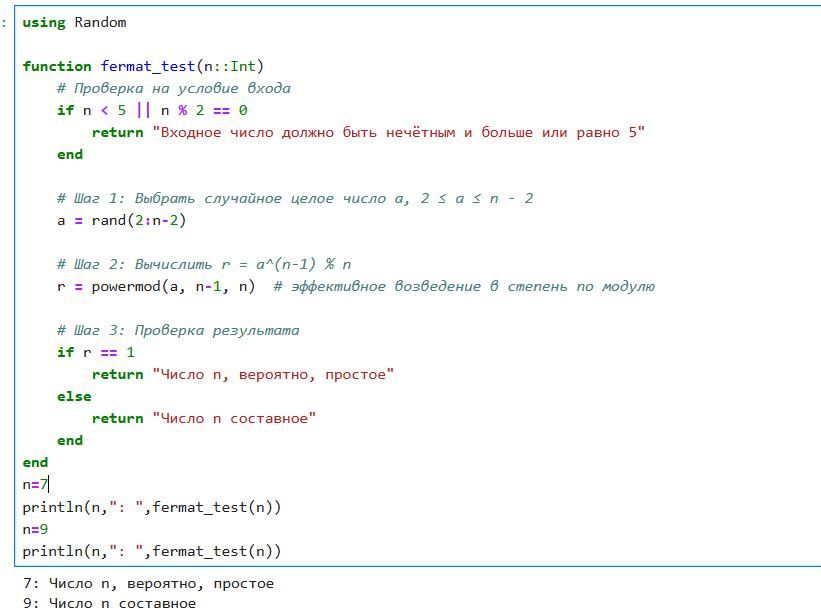 :
using Random
function fermat_test(n::Int)
# Проверка на условие входа
if n < 5 || n % 2 == 0
return "Входное число должно быть нечётным и больше или равно 5"
end
# Шаг 1: Выбрать случайное целое число a, 2 ≤ a ≤ n - 2
a = rand(2:n-2)
# Шаг 2: Вычислить r = a^(n-1) % n
r = powermod(a, n-1, n)  # эффективное возведение в степень по модулю
# Шаг 3: Проверка результата
if r == 1
return "Число n, вероятно, простое"
else
return "Число n составное"
end
end
n=7
println(n,": ",fermat_test(n))
n=9
println(n,": ",fermat_test(n))
7: Число n, вероятно, простое
9: Число n составное